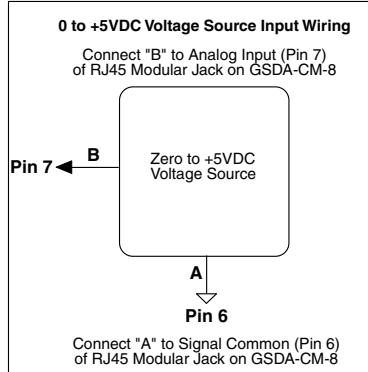 0 to +5VDC Voltage Source Input Wiring
Connect "B" to Analog Input (Pin 7)
of RJ45 Modular Jack on GSDA-CM-8
B
Pin 7
Zero to +5VDC
Voltage Source
A
Pin 6
Connect "A" to Signal Common (Pin 6)
of RJ45 Modular Jack on GSDA-CM-8